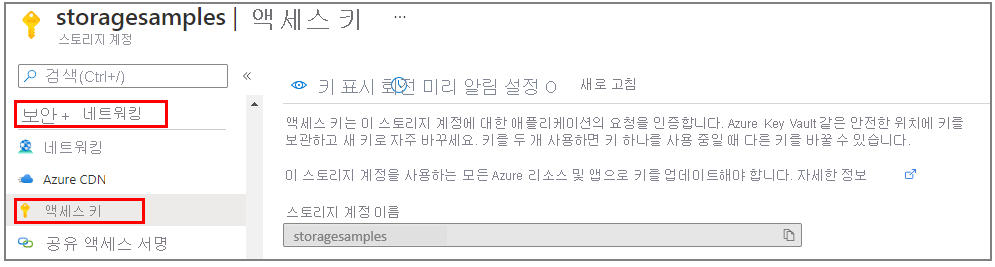 storagesamples | 액세스 키 ...
스토리지 계정
검색(Ctrl+/)
«
보안 + 네트워킹
네트워킹
Azure CDN
액세스 키
공유 액세스 서명
키 표시 회전 미리 알림 설정 새로 고침
액세스 키는 이 스토리지 계정에 대한 애플리케이션의 요청을 인증합니다. Azure Key Vault 같은 안전한 위치에 키를
보관하고 새 키로 자주 바꾸세요. 키를 두 개 사용하면 키 하나를 사용 중일 때 다른 키를 바꿀 수 있습니다.
이 스토리지 계정을 사용하는 모든 Azure 리소스 및 앱으로 키를 업데이트해야 합니다. 자세한 정보
스토리지 계정 이름
storagesamples